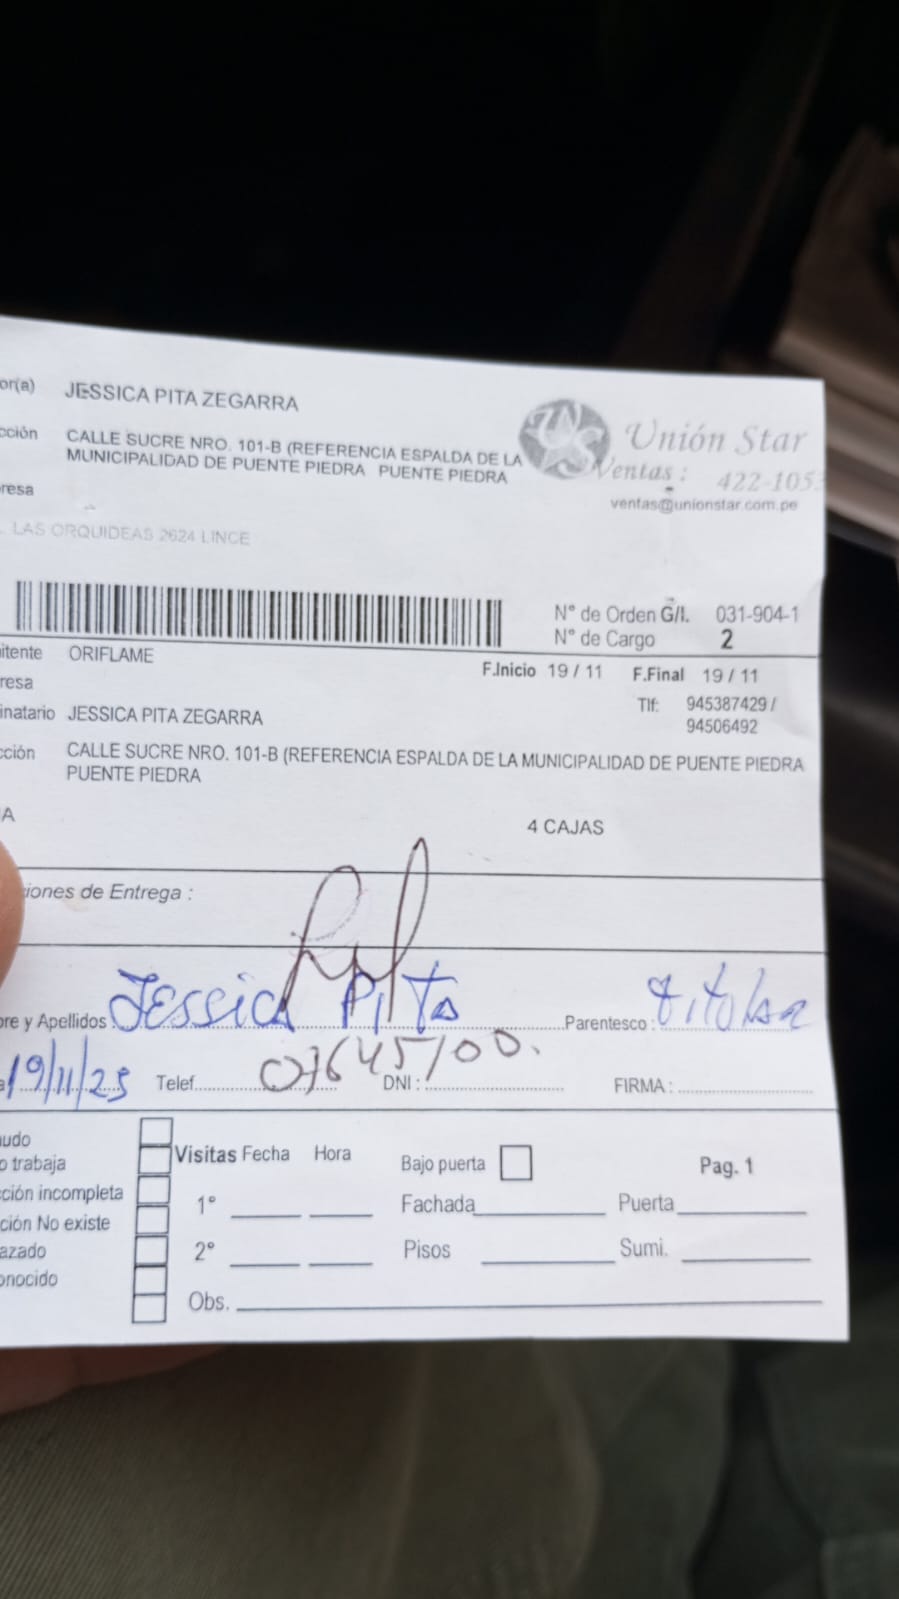 or(a) JESSICA PITA ZEGARRA
cción CALLE SUCRE NRO. 101-B (REFERENCIA ESPALDA DE LA
MUNICIPALIDAD DE PUENTE PIEDRA PUENTE PIEDRA
resa
Unión Star
Ventas : 422-1053
ventas@unionstar.com.pe
. LAS ORQUIDEAS 2624 LINCE
N° de Orden G/I. 031-904-1
N° de Cargo 2
itente ORIFLAME
resa
F.Inicio 19 / 11 F.Final 19 / 11
Tlf: 945387429 /
94506492
inatario JESSICA PITA ZEGARRA
cción CALLE SUCRE NRO. 101-B (REFERENCIA ESPALDA DE LA MUNICIPALIDAD DE PUENTE PIEDRA
PUENTE PIEDRA
IA
4 CAJAS
iones de Entrega :
re y Apellidos : Jessica Pita Parentesco : titular
a 19/11/25 Telef. 07645100. DNI : FIRMA :
udo
o trabaja
ción incompleta
ción No existe
azado
onocido
Visitas Fecha Hora
1°
2°
Obs.
Bajo puerta
Pag. 1
Fachada Puerta
Pisos Sumi.